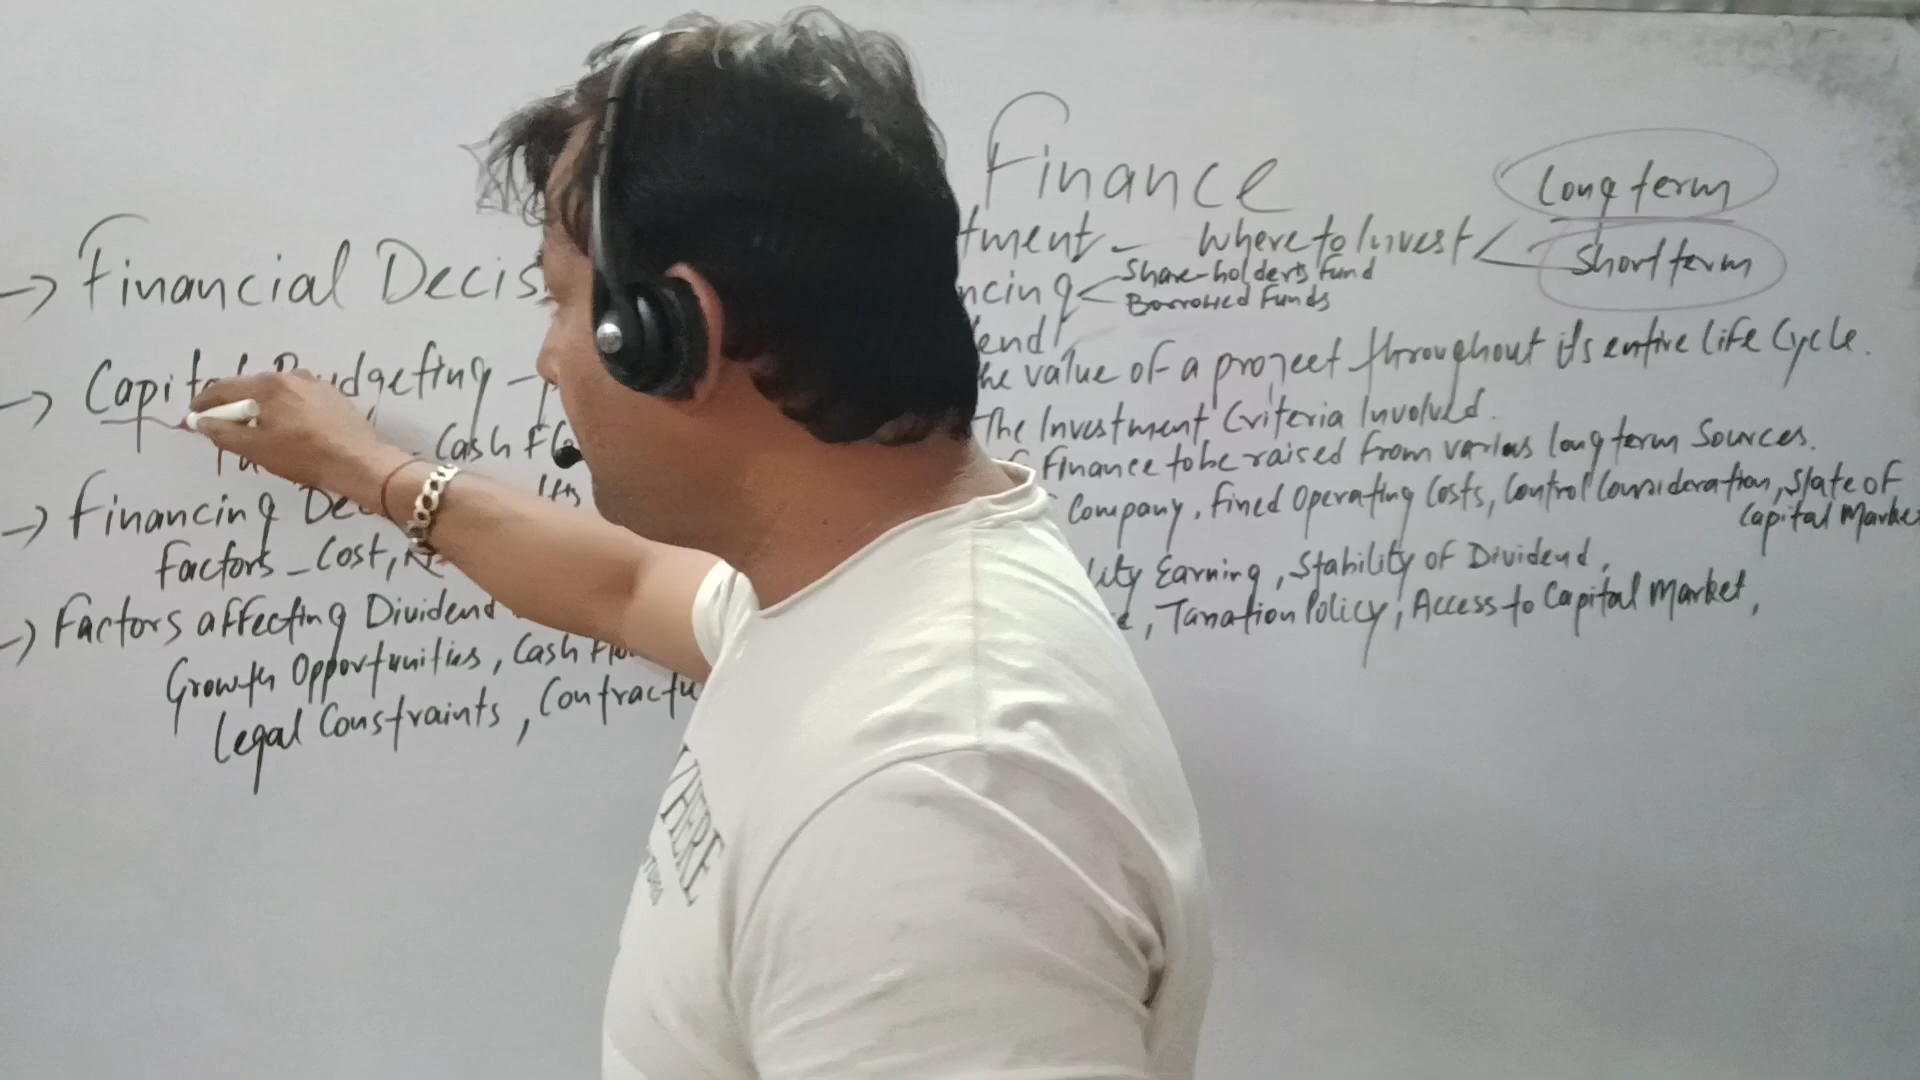 Finance
Long term
Where to Invest
Short term
Financial Decis
tment
ncing
Share-holders Fund
Borrowed Funds
end
Capital Budgeting
he value of a project throughout its entire life Cycle.
Cash Flo
The Investment Criteria Involved.
Finance to be raised from various long term Sources.
Financing Dec
Company, Fixed Operating Costs, Control Consideration, State of
Capital Marke
Factors - Cost,
lity Earning, Stability of Dividend,
Factors affecting Dividend
Taxation Policy, Access to Capital Market,
Growth Opportunities, Cash Flo
Legal Constraints, Contractu
HERE